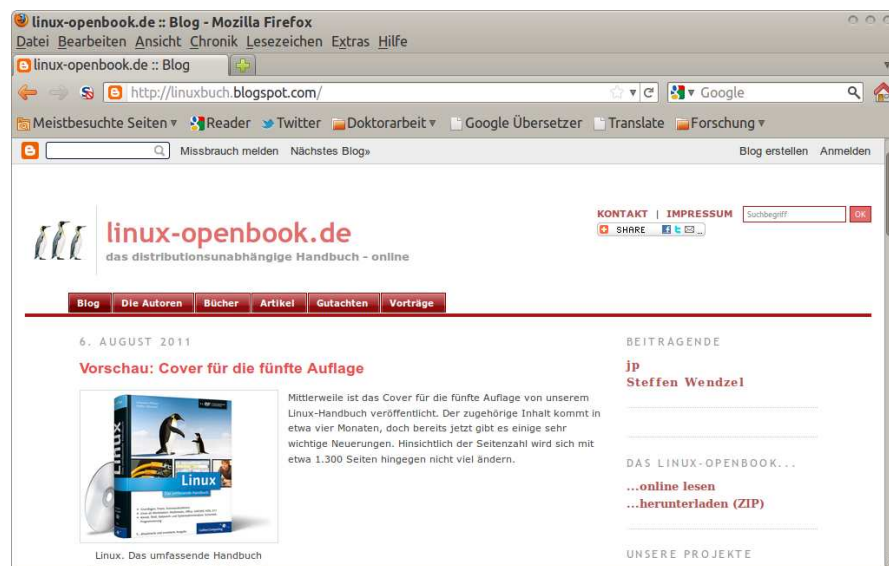 linux-openbook.de :: Blog - Mozilla Firefox
Datei Bearbeiten Ansicht Chronik Lesezeichen Extras Hilfe
linux-openbook.de :: Blog
http://linuxbuch.blogspot.com/ Google
Meistbesuchte Seiten Reader Twitter Doktorarbeit Google Übersetzer Translate Forschung
Missbrauch melden Nächstes Blog» Blog erstellen Anmelden
KONTAKT | IMPRESSUM Suchbegriff OK
SHARE
linux-openbook.de
das distributionsunabhängige Handbuch - online
Blog Die Autoren Bücher Artikel Gutachten Vorträge
6. AUGUST 2011
Vorschau: Cover für die fünfte Auflage
Mittlerweile ist das Cover für die fünfte Auflage von unserem
Linux-Handbuch veröffentlicht. Der zugehörige Inhalt kommt in
etwa vier Monaten, doch bereits jetzt gibt es einige sehr
wichtige Neuerungen. Hinsichtlich der Seitenzahl wird sich mit
etwa 1.300 Seiten hingegen nicht viel ändern.
Linux
Linux
Das umfassende Handbuch
Linux. Das umfassende Handbuch
BEITRAGENDE
jp
Steffen Wendzel
DAS LINUX-OPENBOOK...
...online lesen
...herunterladen (ZIP)
UNSERE PROJEKTE